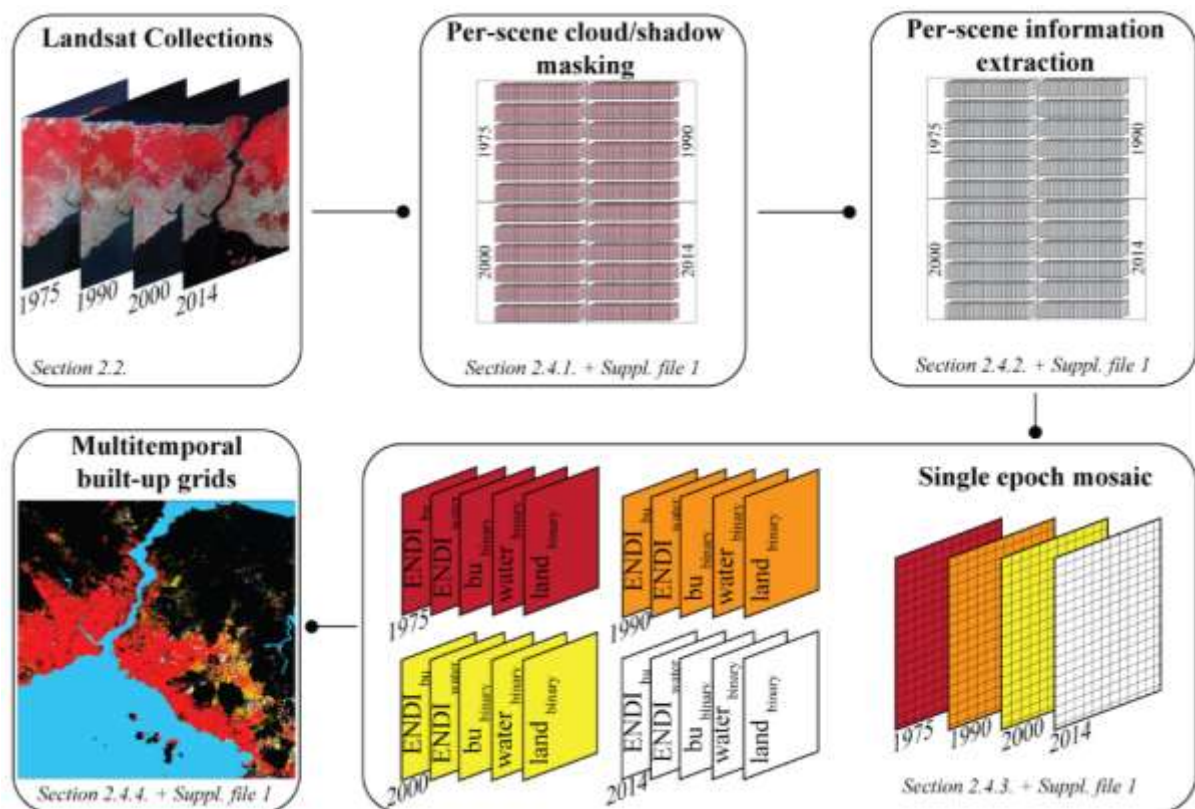 Landsat Collections
1975
1990
2000
2014
Section 2.2.
Per-scene cloud/shadow
masking
1975
1990
2000
2014
Section 2.4.1. + Suppl. file 1
Per-scene information
extraction
1975
1990
2000
2014
Section 2.4.2. + Suppl. file 1
Multitemporal
built-up grids
Section 2.4.4. + Suppl. file 1
ENDI bu
ENDI water
bu binary
water binary
land binary
1975
ENDI bu
ENDI water
bu binary
water binary
land binary
1990
ENDI bu
ENDI water
bu binary
water binary
land binary
2000
ENDI bu
ENDI water
bu binary
water binary
land binary
2014
Single epoch mosaic
1975
1990
2000
2014
Section 2.4.3. + Suppl. file 1